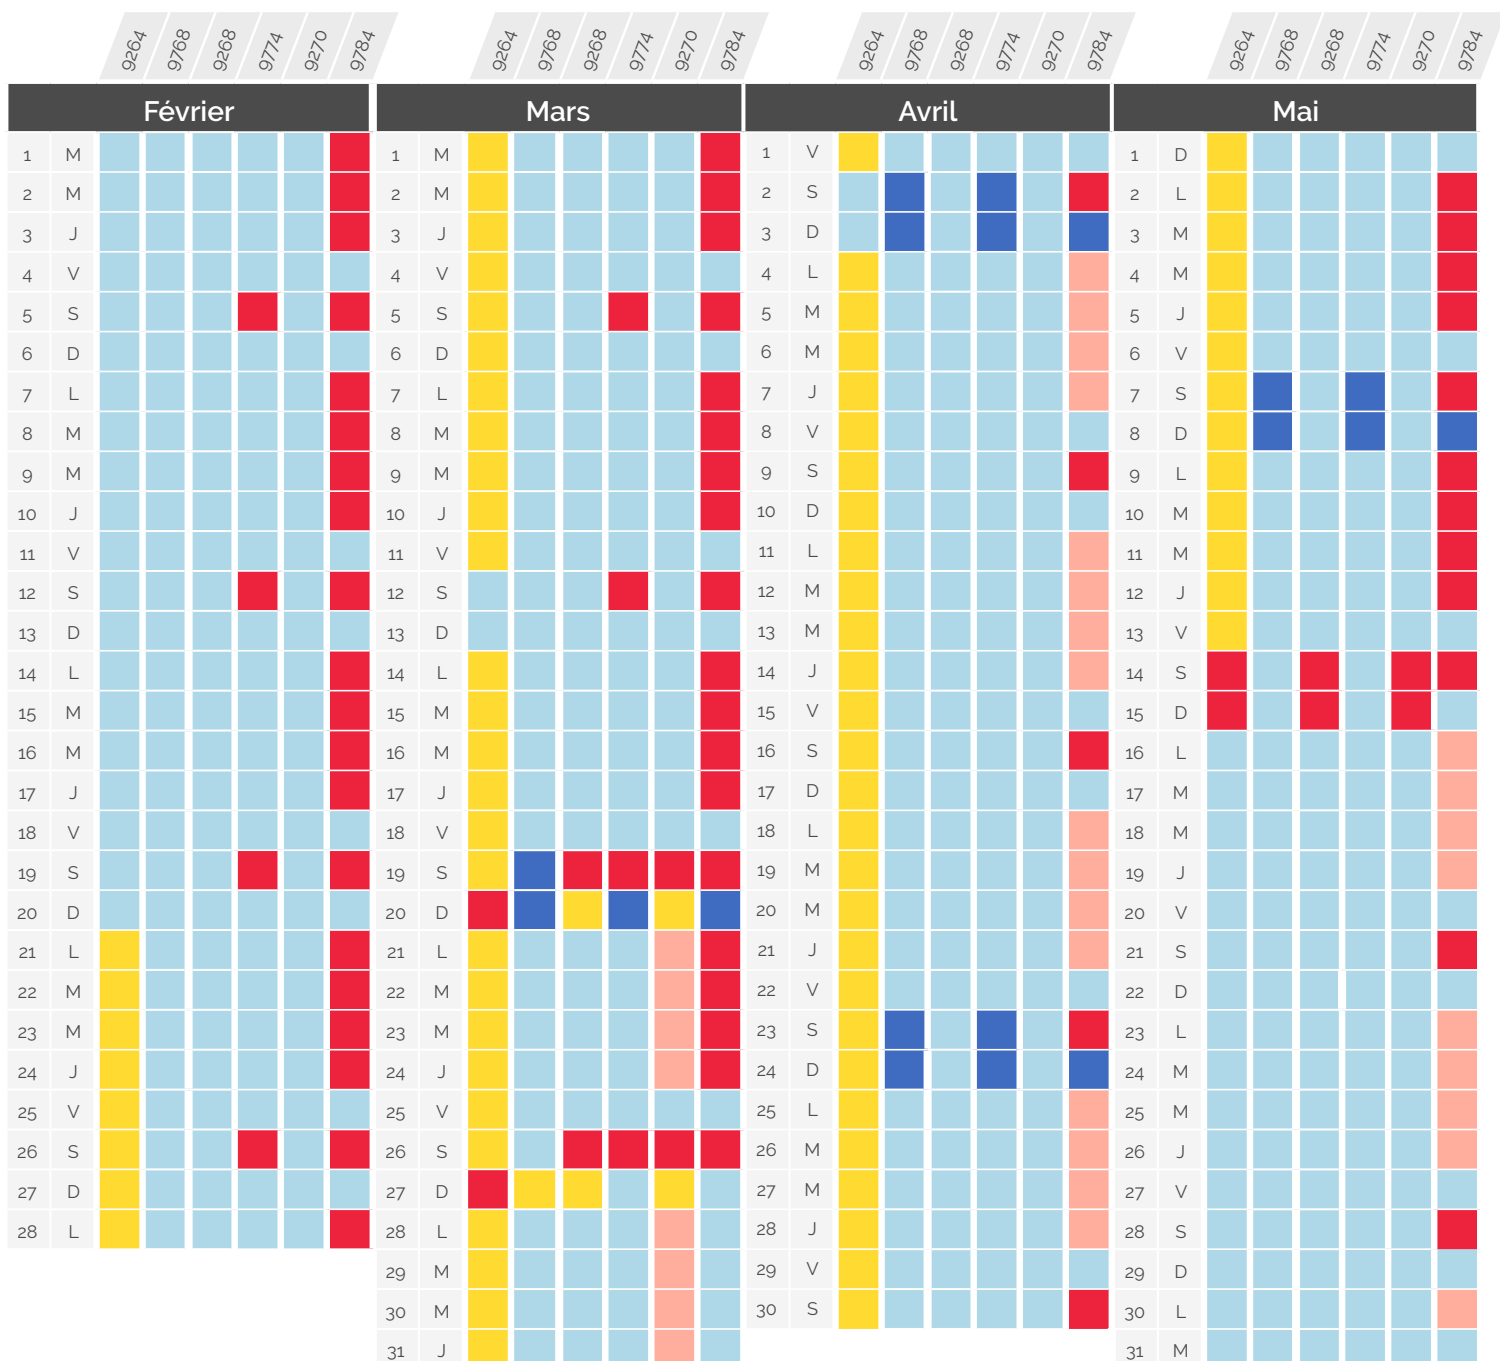 9264 9768 9268 9774 9270 9784 9264 9768 9268 9774 9270 9784 9264 9768 9268 9774 9270 9784 9264 9768 9268 9774 9270 9784
Février Mars Avril Mai
1 M 1 M 1 V 1 D
2 M 2 M 2 S 2 L
3 J 3 J 3 D 3 M
4 V 4 V 4 L 4 M
5 S 5 S 5 M 5 J
6 D 6 D 6 M 6 V
7 L 7 L 7 J 7 S
8 M 8 M 8 V 8 D
9 M 9 M 9 S 9 L
10 J 10 J 10 D 10 M
11 V 11 V 11 L 11 M
12 S 12 S 12 M 12 J
13 D 13 D 13 M 13 V
14 L 14 L 14 J 14 S
15 M 15 M 15 V 15 D
16 M 16 M 16 S 16 L
17 J 17 J 17 D 17 M
18 V 18 V 18 L 18 M
19 S 19 S 19 M 19 J
20 D 20 D 20 M 20 V
21 L 21 L 21 J 21 S
22 M 22 M 22 V 22 D
23 M 23 M 23 S 23 L
24 J 24 J 24 D 24 M
25 V 25 V 25 L 25 M
26 S 26 S 26 M 26 J
27 D 27 D 27 M 27 V
28 L 28 L 28 J 28 S
29 M 29 V 29 D
30 M 30 S 30 L
31 J 31 M